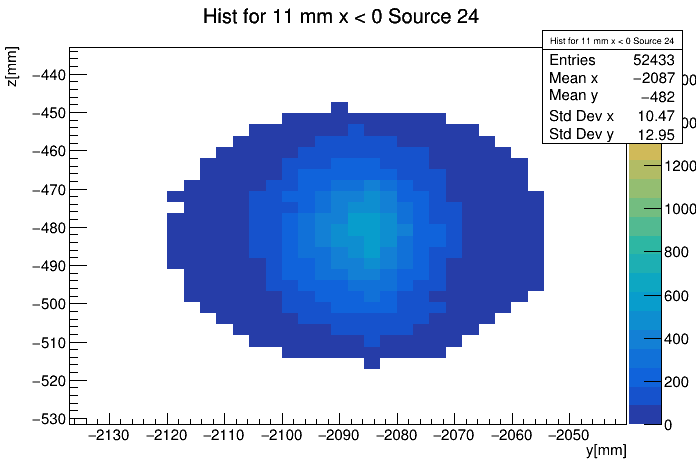 Hist for 11 mm x < 0 Source 24
z[mm]
Hist for 11 mm x < 0 Source 24
Entries 52433
Mean x −2087
Mean y −482
Std Dev x 10.47
Std Dev y 12.95
−440
−450
−460
−470
−480
−490
−500
−510
−520
−530
1200
1000
800
600
400
200
0
−2130 −2120 −2110 −2100 −2090 −2080 −2070 −2060 −2050
y[mm]